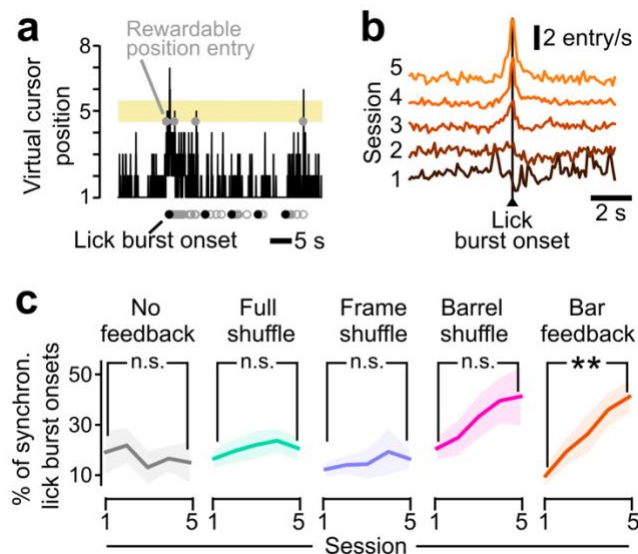 a
Rewardable
position entry
Virtual cursor
position
8
5
1
Lick burst onset
5 s
b
2 entry/s
Session
5
4
3
2
1
Lick
burst onset
2 s
c
No
feedback
Full
shuffle
Frame
shuffle
Barrel
shuffle
Bar
feedback
n.s.
n.s.
n.s.
n.s.
**
% of synchron.
lick burst onsets
50
30
10
1 5
1 5
1 5
1 5
1 5
Session